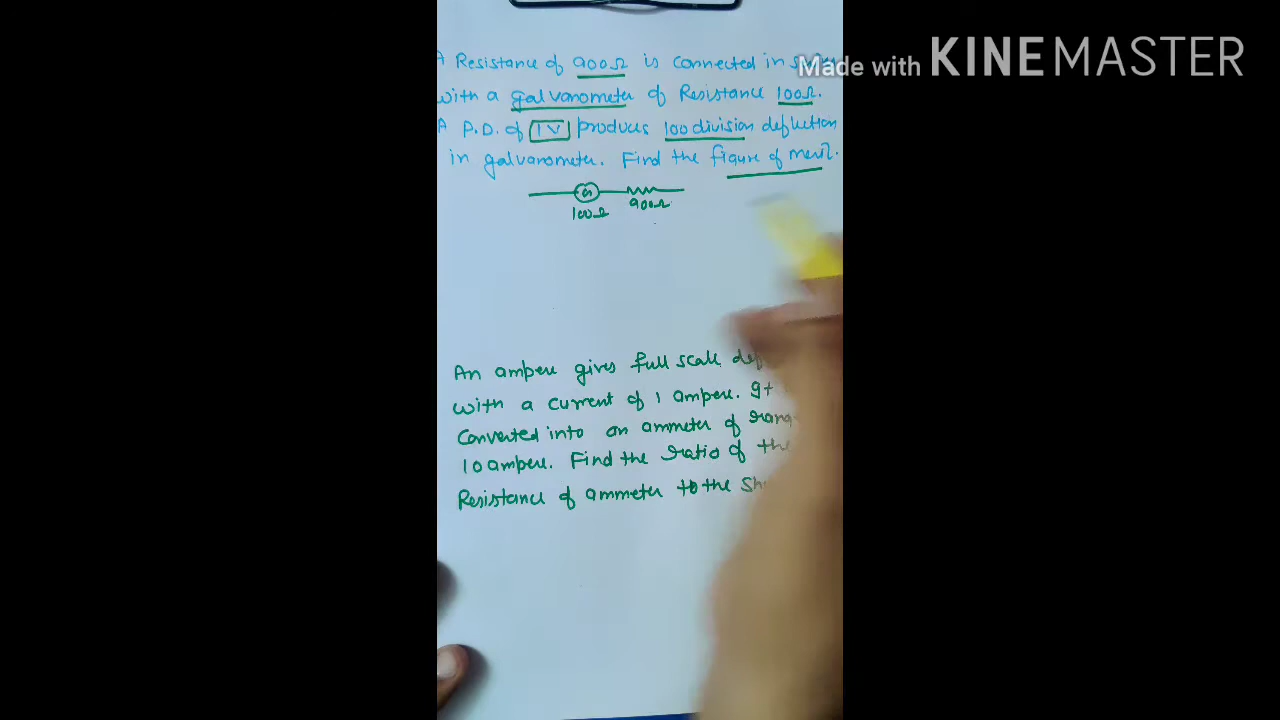 A Resistance of 900Ω is connected in
Made with KINEMASTER
with a galvanometer of Resistance 100Ω.
A P.D. of 1V produces 100 division deflection
in galvanometer. Find the figure of merit.
G
100Ω 900Ω
An ampere gives full scale
with a current of 1 ampere. It
Converted into an ammeter of
10 ampere. Find the ratio of the
Resistance of ammeter to the